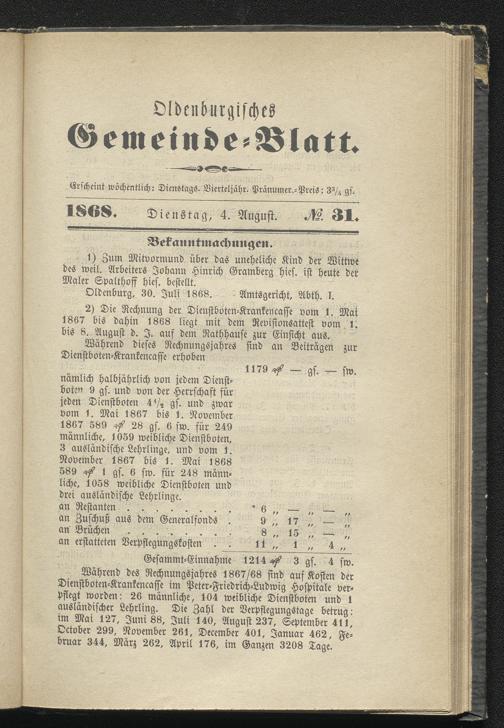 Oldenburgisches
Gemeinde-Blatt.
Erscheint wöchentlich: Dienstags. Vierteljähr. Pränumer.-Preis: 3¾ gs.
1868. Dienstag, 4. August. №. 31.
Bekanntmachungen.
1) Zum Mitvormund über das uneheliche Kind der Wittwe
des weil. Arbeiters Johann Hinrich Gramberg hies. ist heute der
Maler Spalthoff hies. bestellt.
Oldenburg, 30. Juli 1868. Amtsgericht, Abth. I.
2) Die Rechnung der Dienstboten-Krankencasse vom 1. Mai
1867 bis dahin 1868 liegt mit dem Revisionsattest vom 1.
bis 8. August d. J. auf dem Rathhause zur Einsicht aus.
Während dieses Rechnungsjahres sind an Beiträgen zur
Dienstboten-Krankencasse erhoben
1179 ₰ — gs. — sw.
nämlich halbjährlich von jedem Dienst-
boten 9 gs. und von der Herrschaft für
jeden Dienstboten 4½ gs. und zwar
vom 1. Mai 1867 bis 1. November
1867 589 ₰ 28 gs. 6 sw. für 249
männliche, 1059 weibliche Dienstboten,
3 ausländische Lehrlinge, und vom 1.
November 1867 bis 1. Mai 1868
589 ₰ 1 gs. 6 sw. für 248 männ-
liche, 1058 weibliche Dienstboten und
drei ausländische Lehrlinge.
an Restanten . . . . . . . . 6 „ — „ — „
an Zuschuß aus dem Generalfonds . 9 „ 17 „ — „
an Brüchen . . . . . . . . 8 „ 15 „ — „
an erstatteten Verpflegungskosten . . 11 „ 1 „ 4 „
Gesammt-Einnahme 1214 ₰ 3 gs. 4 sw.
Während des Rechnungsjahres 1867/68 sind auf Kosten der
Dienstboten-Krankencasse im Peter-Friedrich-Ludwig Hospitale ver-
pflegt worden: 26 männliche, 104 weibliche Dienstboten und 1
ausländischer Lehrling. Die Zahl der Verpflegungstage betrug:
im Mai 127, Juni 88, Juli 140, August 237, September 411,
October 299, November 261, December 401, Januar 462, Fe-
bruar 344, März 262, April 176, im Ganzen 3208 Tage.